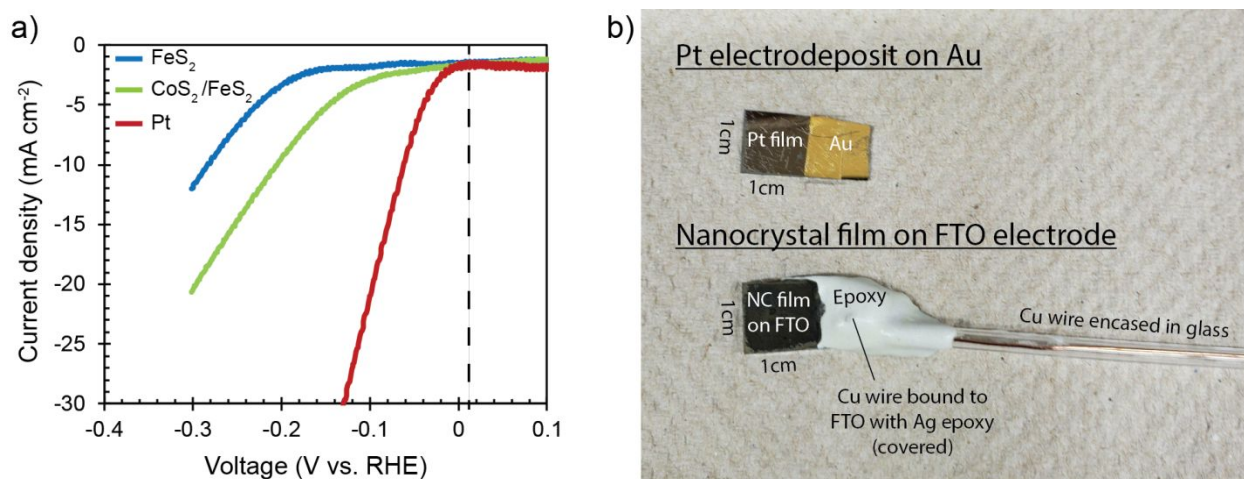 a)
FeS2
CoS2/FeS2
Pt
Current density (mA cm-2)
0
-5
-10
-15
-20
-25
-30
-0.4
-0.3
-0.2
-0.1
0
0.1
Voltage (V vs. RHE)
b)
Pt electrodeposit on Au
1cm
Pt film
Au
1cm
Nanocrystal film on FTO electrode
1cm
NC film
on FTO
Epoxy
Cu wire encased in glass
1cm
Cu wire bound to
FTO with Ag epoxy
(covered)